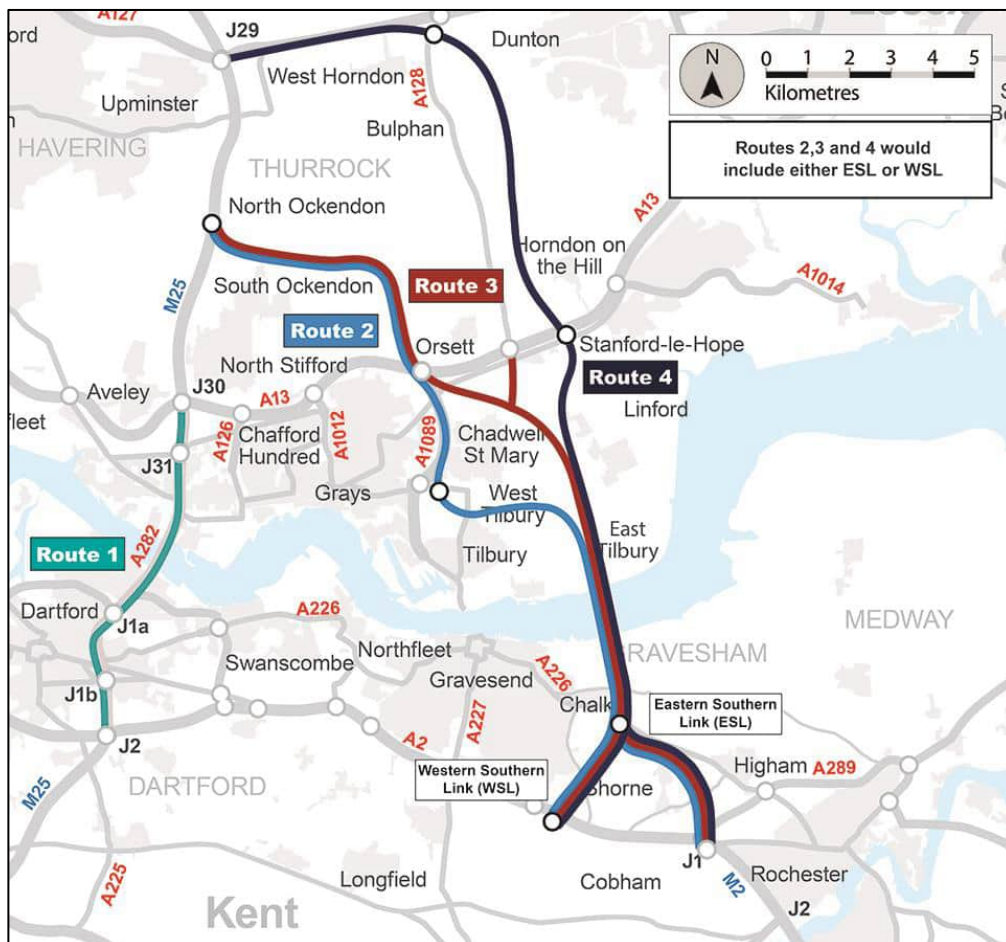 A127
ford
J29
Dunton
West Horndon
A128
Upminster
Bulphan
HAVERING
THURROCK
N
0 1 2 3 4 5
Kilometres
Routes 2,3 and 4 would
include either ESL or WSL
North Ockendon
A13
Horndon on
the Hill
M25
South Ockendon
Route 3
A1014
Route 2
North Stifford
Orsett
Stanford-le-Hope
Route 4
Aveley
J30
A13
Linford
fleet
A126
Chafford
Hundred
A1012
A1089
Chadwell
St Mary
J31
Grays
West
Tilbury
East
Tilbury
Tilbury
Route 1
A282
Dartford
J1a
A226
MEDWAY
Northfleet
Swanscombe
GRAVESHAM
Gravesend
A226
J1b
Chalk
Eastern Southern
Link (ESL)
A227
J2
A2
Higham
A289
Western Southern
Link (WSL)
M25
DARTFORD
Shorne
J1
M2
Rochester
A225
Longfield
Cobham
J2
Kent